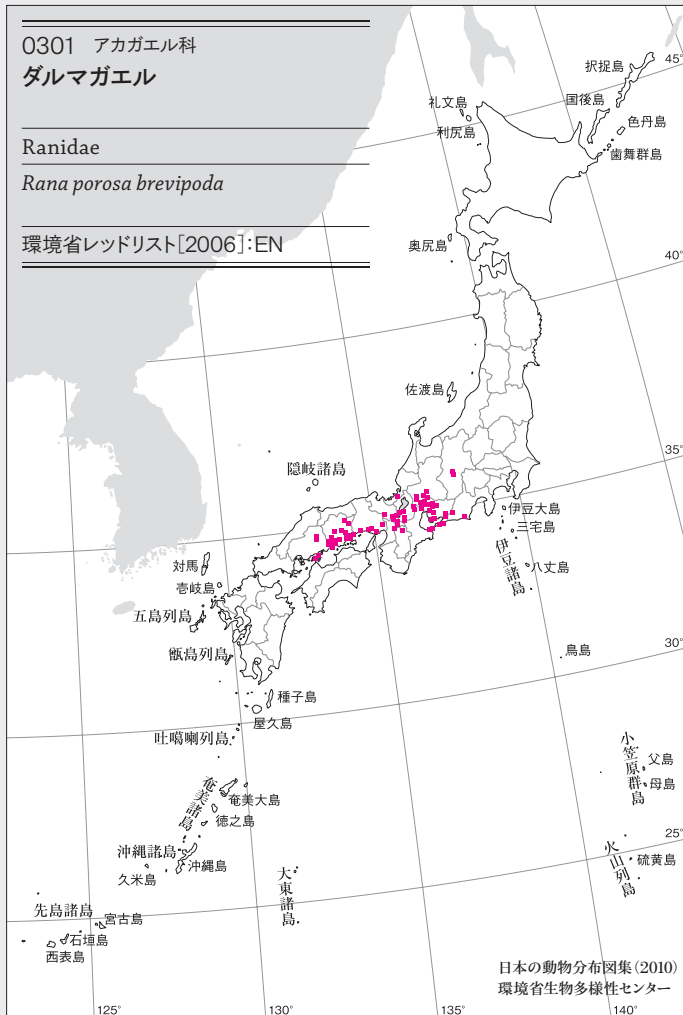 0301 アカガエル科
ダルマガエル
Ranidae
Rana porosa brevipoda
環境省レッドリスト[2006]:EN
択捉島
45°
国後島
礼文島
色丹島
利尻島
歯舞群島
奥尻島
40°
佐渡島
35°
隠岐諸島
伊豆大島
三宅島
伊豆諸島
八丈島
対馬
壱岐島
五島列島
鳥島
30°
甑島列島
種子島
屋久島
吐噶喇列島
小笠原群島
父島
母島
奄美諸島
奄美大島
徳之島
25°
沖縄諸島
沖縄島
久米島
火山列島
硫黄島
大東諸島
先島諸島
宮古島
石垣島
西表島
日本の動物分布図集(2010)
環境省生物多様性センター
125°
130°
135°
140°